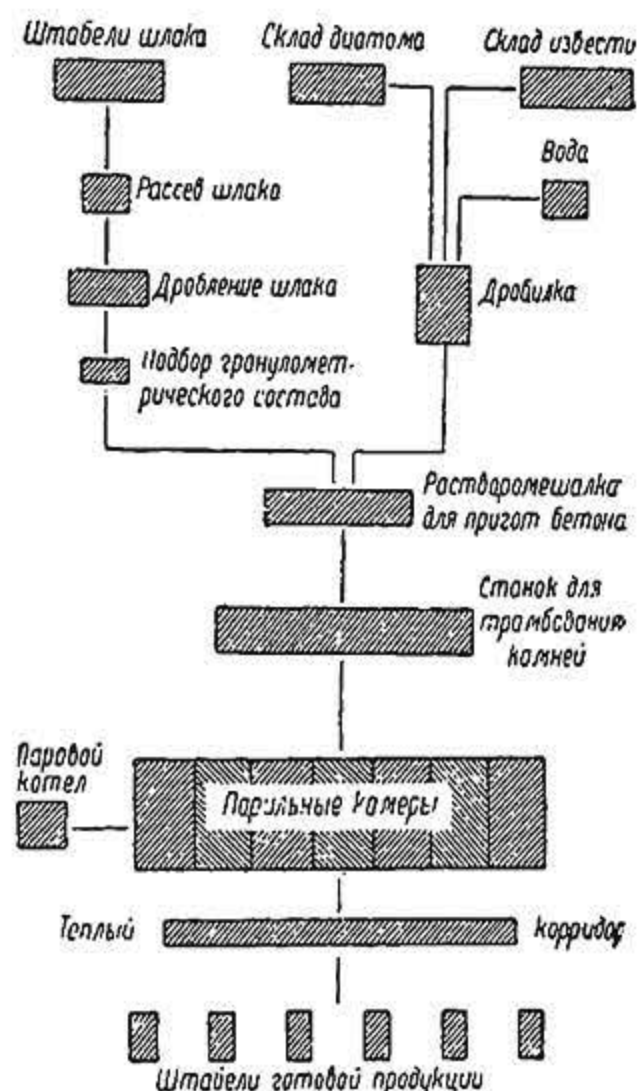 Штабели шлака
Склад диатома
Склад извести
Вода
Рассев шлака
Дробление шлака
Дробилка
Подбор грануломет-
рического состава
Растворомешалка
для пригот бетона
Станок для
трамбования
камней
Паровой
котел
Парильные камеры
Теплый
корридор
Штабели готовой продукции